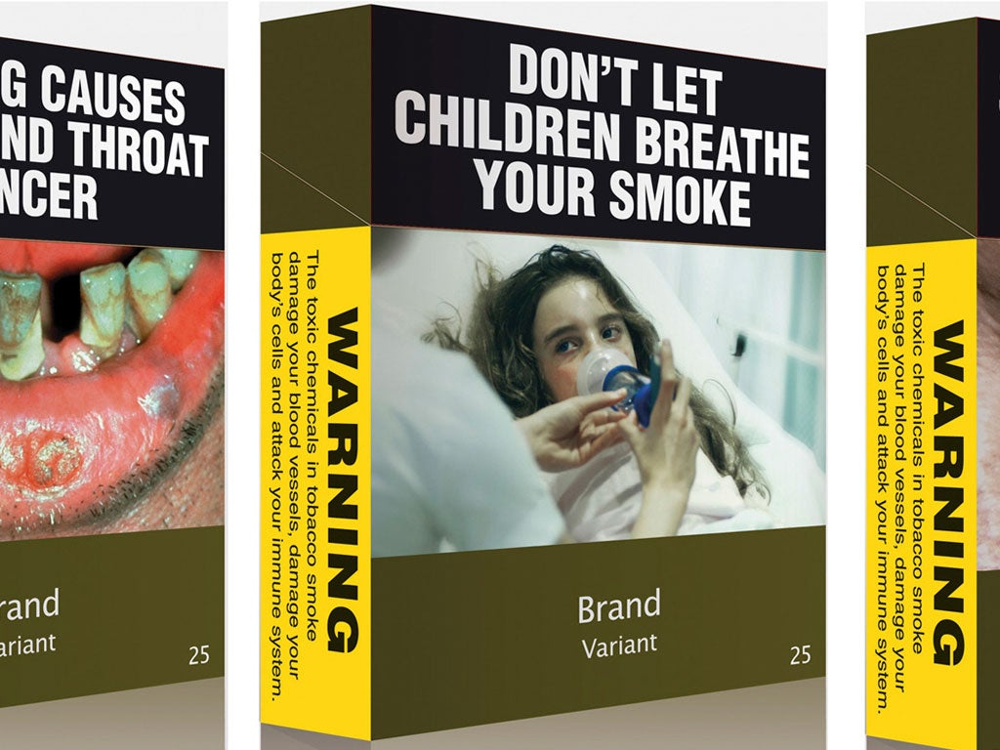 G CAUSES
ND THROAT
NCER
rand
ariant
25
DON'T LET
CHILDREN BREATHE
YOUR SMOKE
WARNING
The toxic chemicals in tobacco smoke
damage your blood vessels, damage your
body's cells and attack your immune system.
Brand
Variant
25
WARNING
The toxic chemicals in tobacco smoke
damage your blood vessels, damage your
body's cells and attack your immune system.